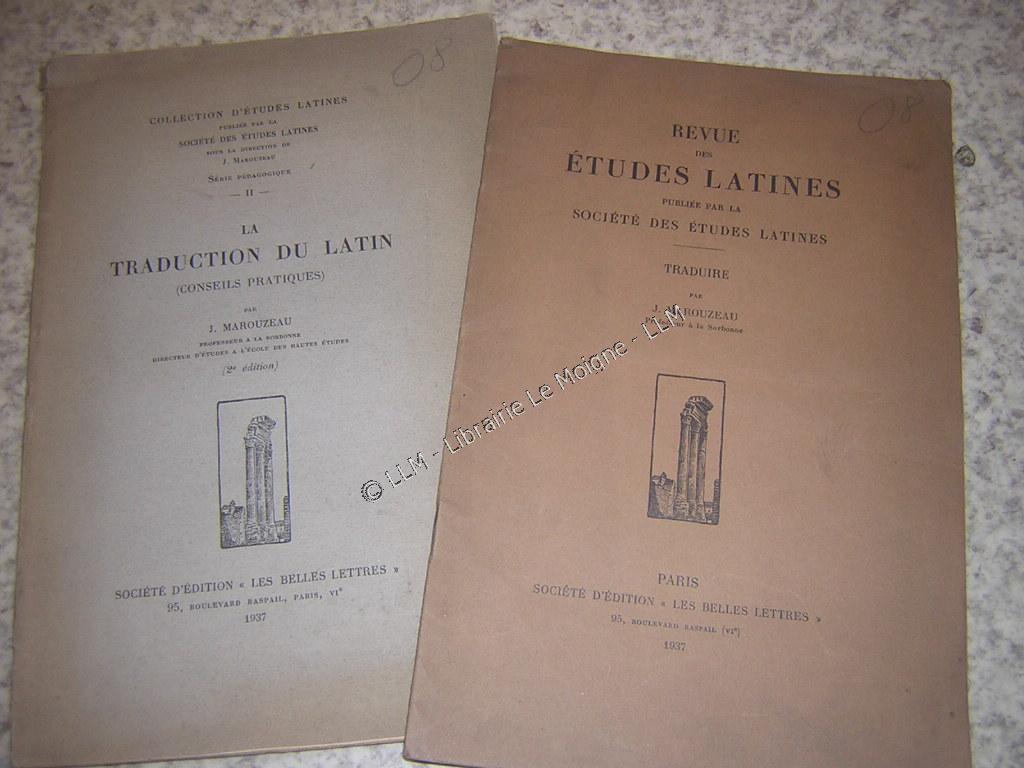 08
COLLECTION D'ÉTUDES LATINES
PUBLIÉE PAR LA
SOCIÉTÉ DES ÉTUDES LATINES
SOUS LA DIRECTION DE
J. MAROUZEAU
SÉRIE PÉDAGOGIQUE
— II —
LA
TRADUCTION DU LATIN
(CONSEILS PRATIQUES)
PAR
J. MAROUZEAU
PROFESSEUR A LA SORBONNE
DIRECTEUR D'ÉTUDES A L'ÉCOLE DES HAUTES ÉTUDES
(2e édition)
SOCIÉTÉ D'ÉDITION « LES BELLES LETTRES »
95, BOULEVARD RASPAIL, PARIS, VIe
1937
08
REVUE
DES
ÉTUDES LATINES
PUBLIÉE PAR LA
SOCIÉTÉ DES ÉTUDES LATINES
TRADUIRE
PAR
J. MAROUZEAU
Professeur à la Sorbonne
PARIS
SOCIÉTÉ D'ÉDITION « LES BELLES LETTRES »
95, BOULEVARD RASPAIL (VIe)
1937
© LLM - Librairie Le Moigne - LLM